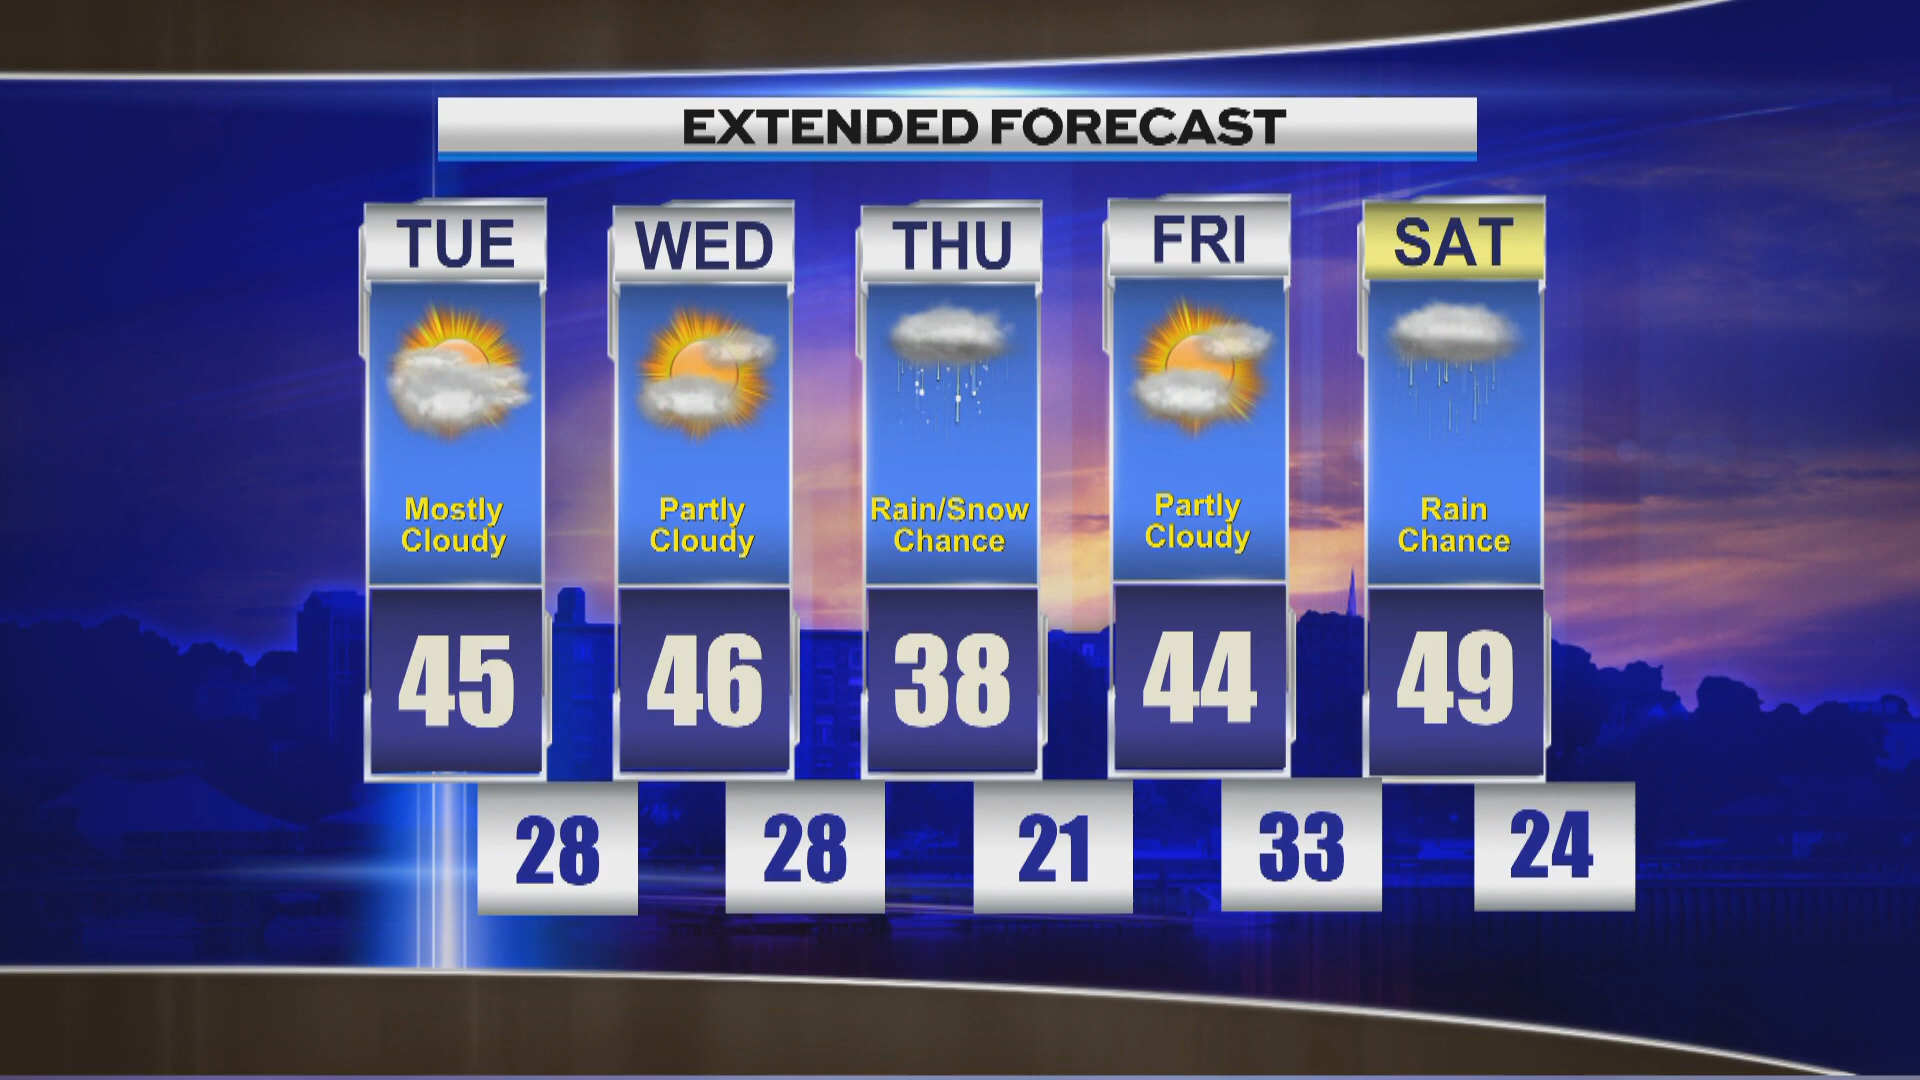 EXTENDED FORECAST
TUE
Mostly
Cloudy
45
28
WED
Partly
Cloudy
46
28
THU
Rain/Snow
Chance
38
21
FRI
Partly
Cloudy
44
33
SAT
Rain
Chance
49
24